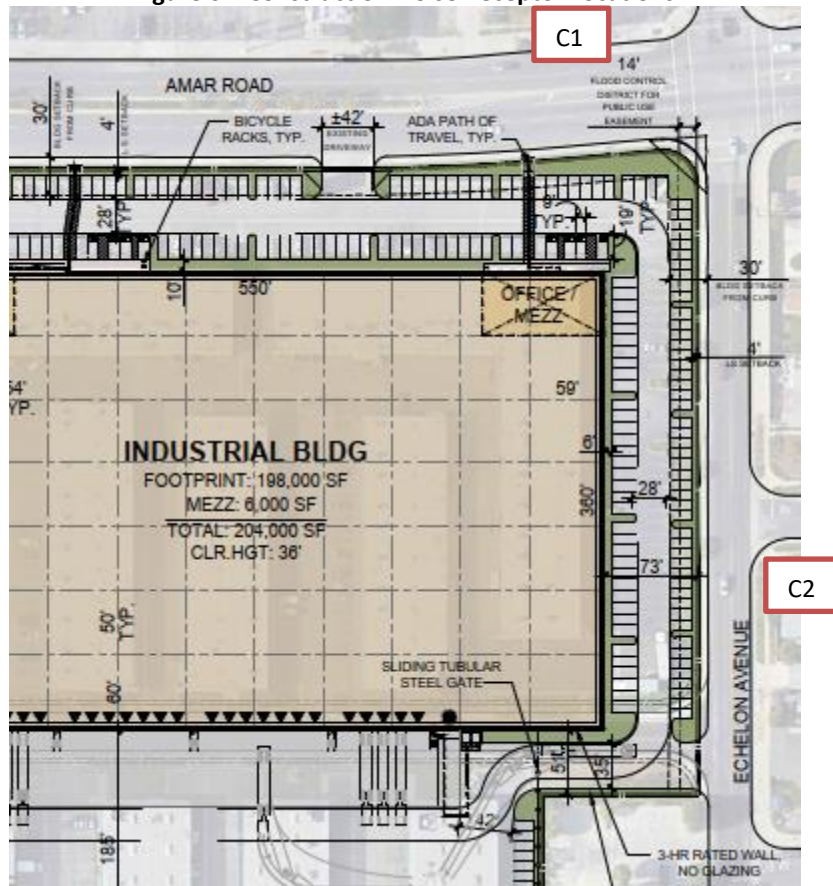 C1
AMAR ROAD
14'
FLOOD CONTROL
DISTRICT FOR
PUBLIC USE
EASEMENT
30'
BLDG SETBACK
FROM CURB
4'
LS SETBACK
BICYCLE
RACKS, TYP.
±42'
EXISTING
DRIVEWAY
ADA PATH OF
TRAVEL, TYP.
28'
TYP.
9'
TYP.
19'
TYP.
10'
550'
OFFICE /
MEZZ
30'
BLDG SETBACK
FROM CURB
4'
LS SETBACK
54'
YP.
59'
6'
INDUSTRIAL BLDG
FOOTPRINT: 198,000 SF
MEZZ: 6,000 SF
TOTAL: 204,000 SF
CLR.HGT: 36'
28'
360'
73'
C2
50'
TYP.
60'
SLIDING TUBULAR
STEEL GATE
ECHELON AVENUE
51'
35'
42'
185'
3-HR RATED WALL,
NO GLAZING